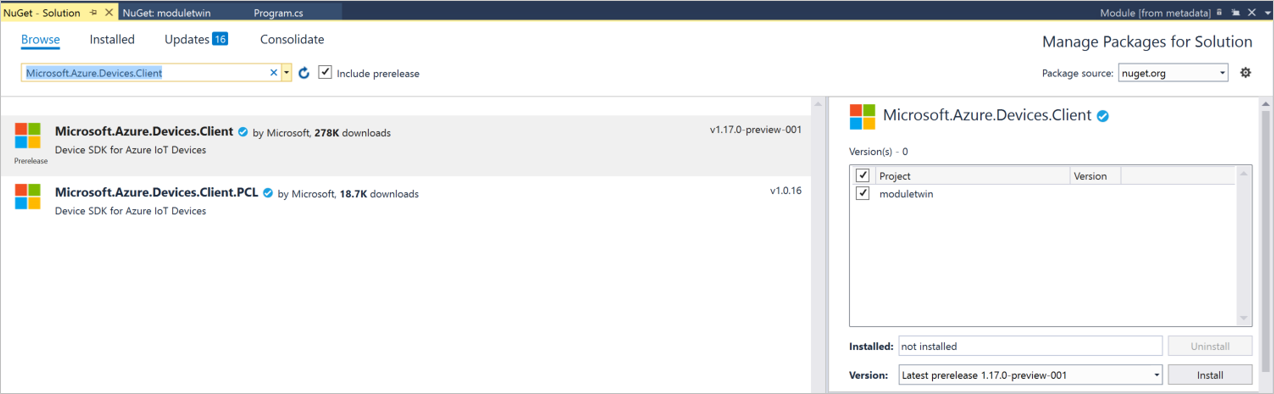 NuGet - Solution
NuGet: moduletwin
Program.cs
Module [from metadata]
Browse
Installed
Updates 16
Consolidate
Manage Packages for Solution
Microsoft.Azure.Devices.Client
Include prerelease
Package source: nuget.org
Microsoft.Azure.Devices.Client by Microsoft, 278K downloads
v1.17.0-preview-001
Device SDK for Azure IoT Devices
Prerelease
Microsoft.Azure.Devices.Client.PCL by Microsoft, 18.7K downloads
v1.0.16
Device SDK for Azure IoT Devices
Microsoft.Azure.Devices.Client
Version(s) - 0
Project Version
moduletwin
Installed: not installed Uninstall
Version: Latest prerelease 1.17.0-preview-001 Install